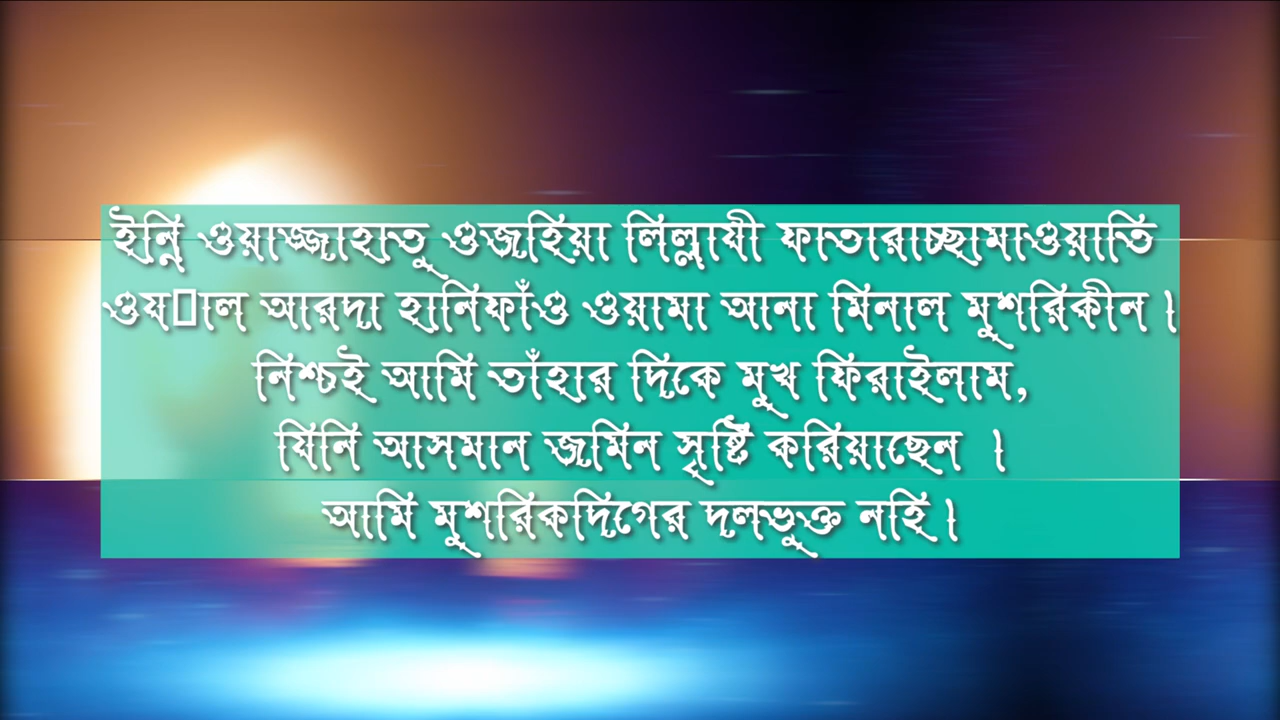 ইন্নি ওয়াজ্জাহাতু ওজহিয়া লিল্লাযী ফাতারাচ্ছামাওয়াতি
আরদা হানিফাঁও ওয়ামা আনা মিনাল মুশরিকীন।
নিশ্চই আমি তাঁহার দিকে মুখ ফিরাইলাম,
যিনি আসমান জমিন সৃষ্টি করিয়াছেন ।
আমি মুশরিকদিগের দলভুক্ত নহি।